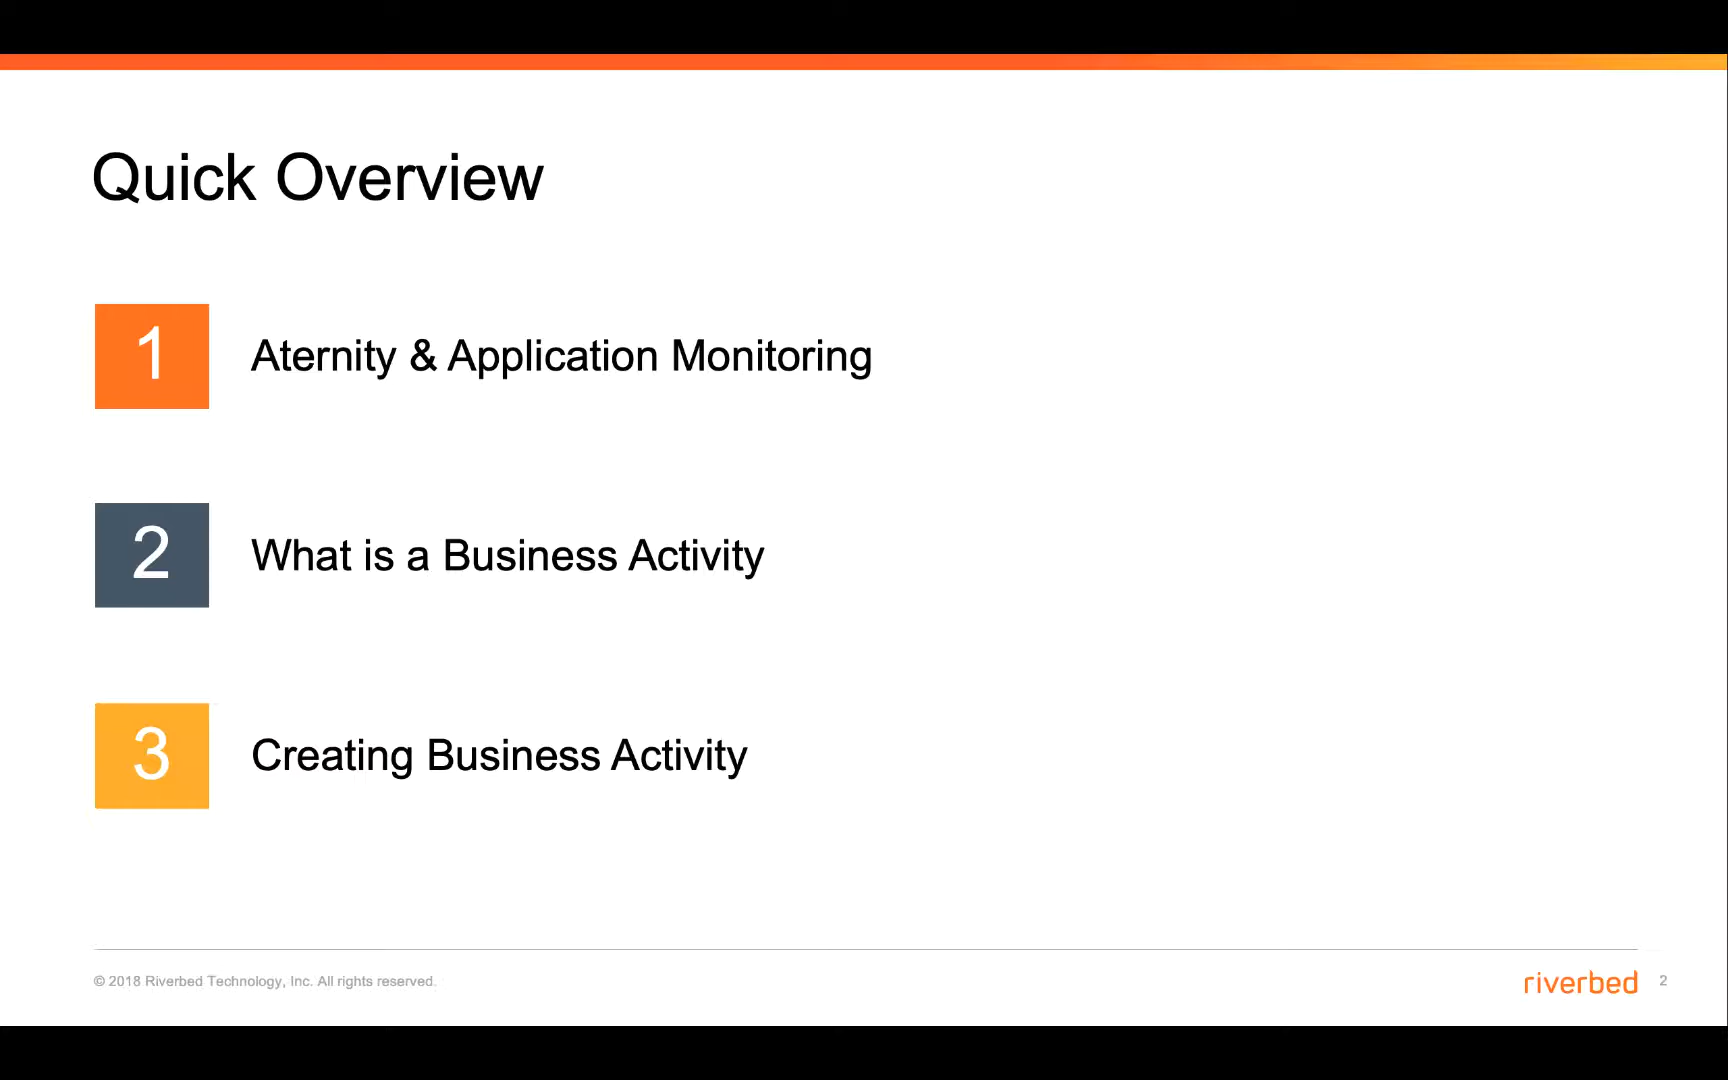 Quick Overview
1
Aternity & Application Monitoring
2
What is a Business Activity
3
Creating Business Activity
© 2018 Riverbed Technology, Inc. All rights reserved.
riverbed
2